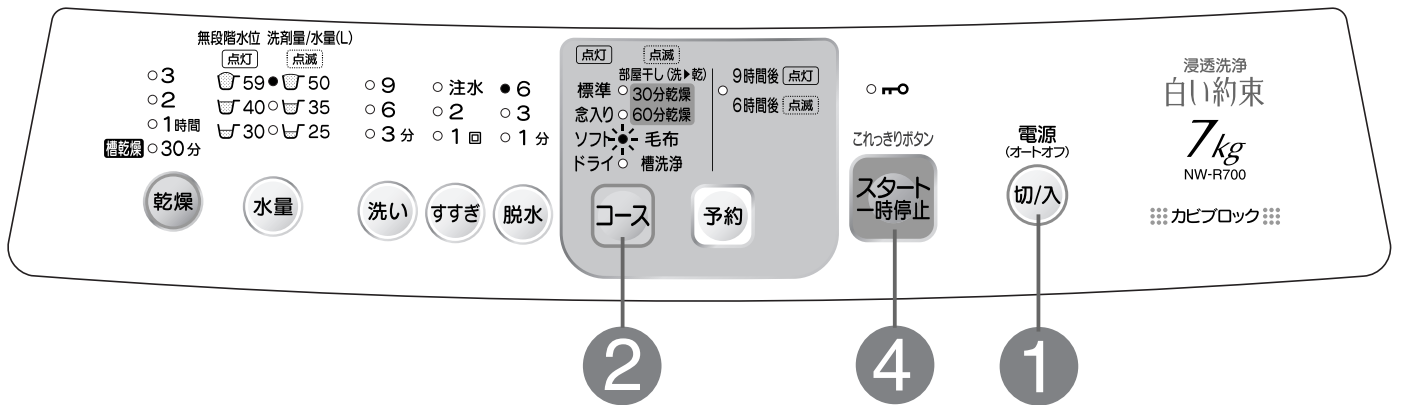 3
2
1時間
槽乾燥 30分
乾燥
無段階水位 洗剤量/水量(L)
点灯 点滅
59 50
40 35
30 25
水量
9
6
3分
洗い
注水
2
1回
すすぎ
6
3
1分
脱水
点灯 点滅
部屋干し(洗▶乾)
標準 30分乾燥
念入り 60分乾燥
ソフト 毛布
ドライ 槽洗浄
コース
9時間後 点灯
6時間後 点滅
予約
これっきりボタン
スタート
一時停止
電源
(オートオフ)
切/入
浸透洗浄
白い約束
7kg
NW-R700
カビブロック
2
4
1